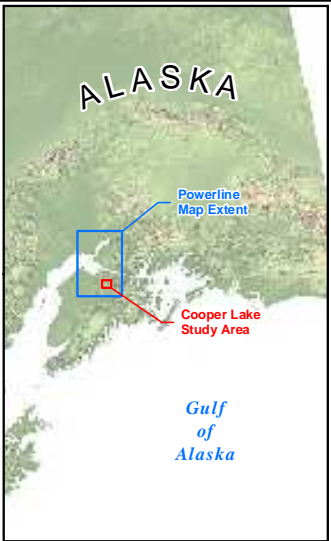 ALASKA
Powerline
Map Extent
Cooper Lake
Study Area
Gulf
of
Alaska